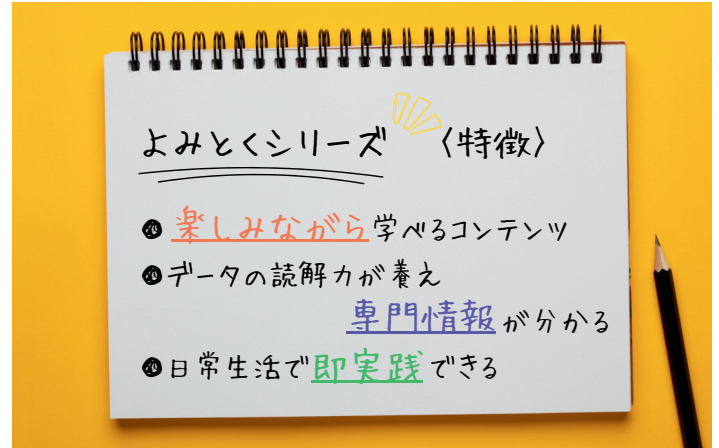 よみとくシリーズ 〈特徴〉
● 楽しみながら学べるコンテンツ
●データの読解力が養え
専門情報が分かる
●日常生活で即実践できる